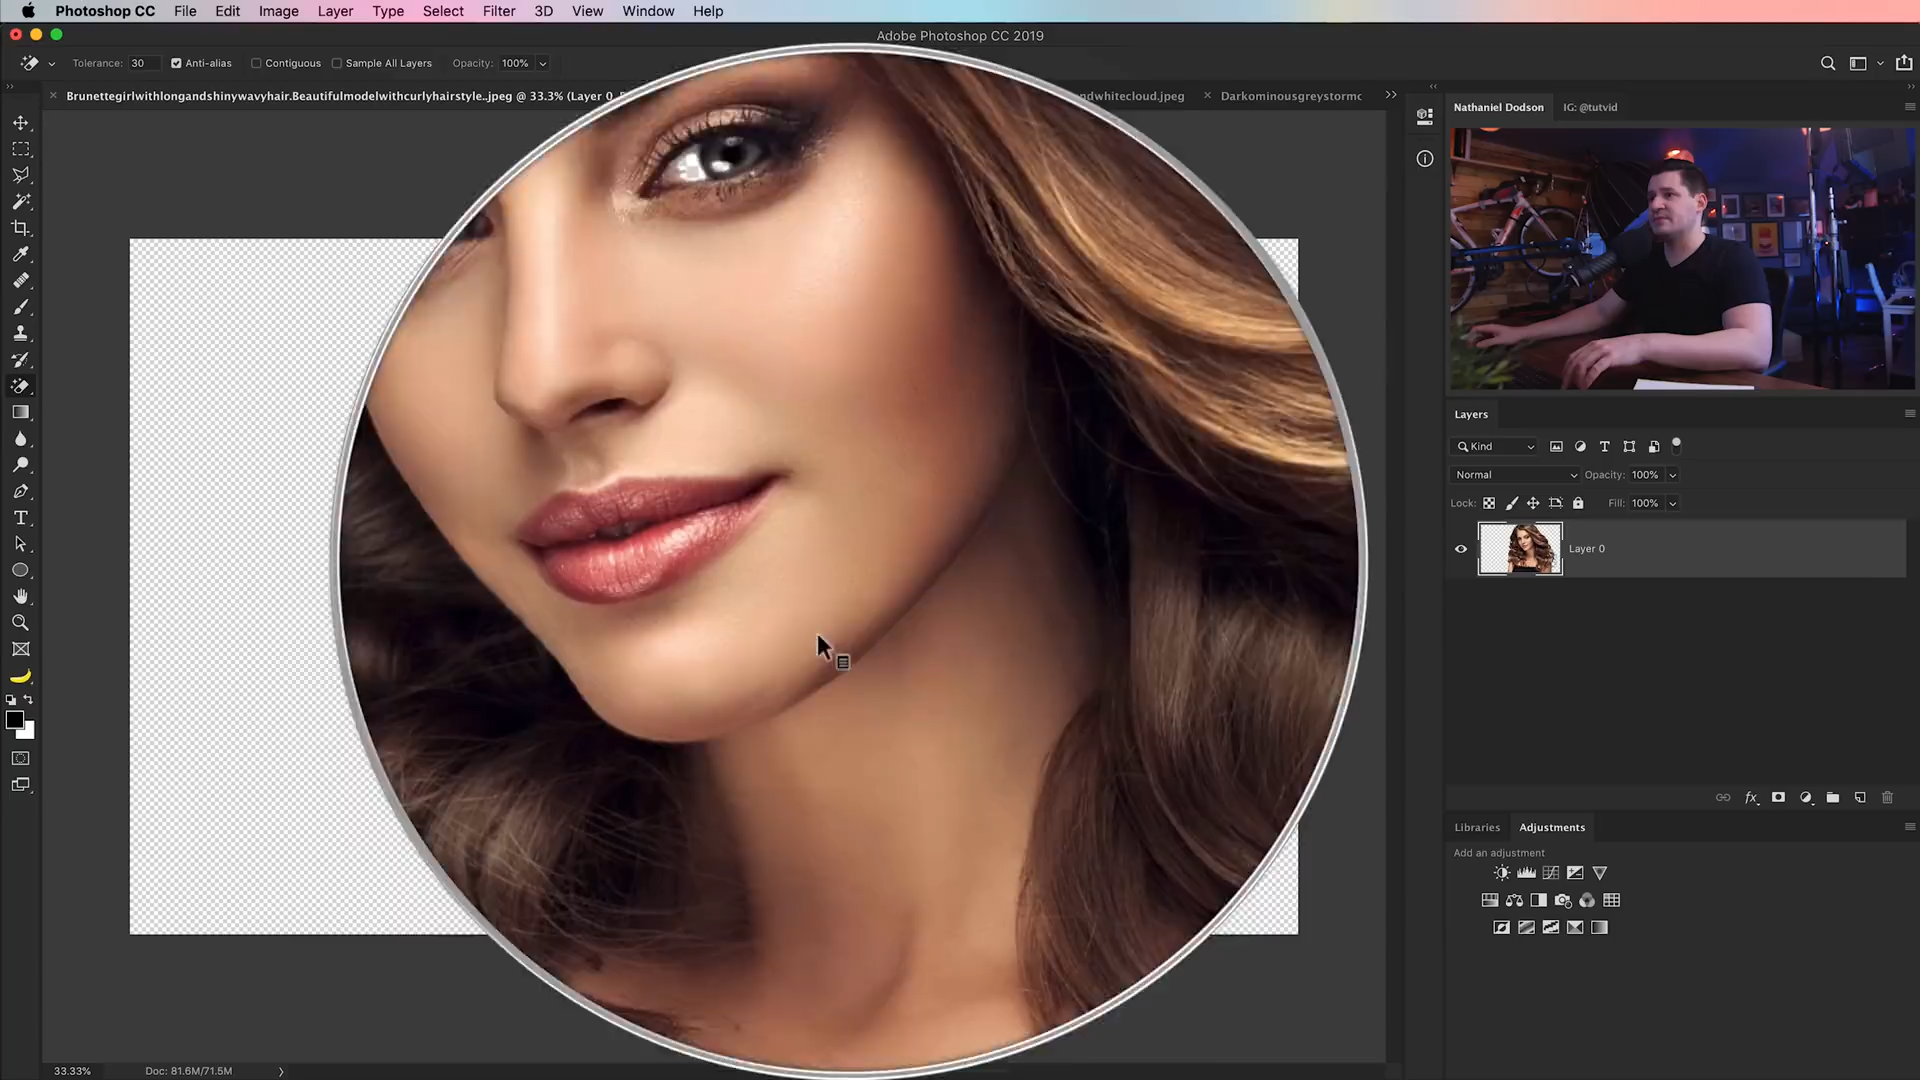 Photoshop CC File Edit Image Layer Type Select Filter 3D View Window Help
Adobe Photoshop CC 2019
Tolerance: 30 Anti-alias Contiguous Sample All Layers Opacity: 100%
Brunettegirlwithlongandshinywavyhair.Beautifulmodelwithcurlyhairstyle..jpeg @ 33.3% (Layer 0, ndwhitecloud.jpeg Darkominousgreystormc
Nathaniel Dodson IG: @tutvid
Layers
Kind
Normal Opacity: 100%
Lock: Fill: 100%
Layer 0
fx
Libraries Adjustments
Add an adjustment
33.33% Doc: 81.6M/71.5M